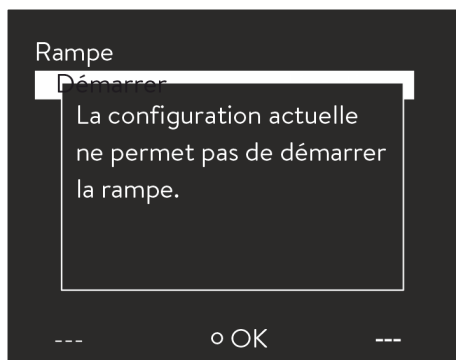 Rampe
Démarrer
La configuration actuelle
ne permet pas de démarrer
la rampe.
--- OK ---